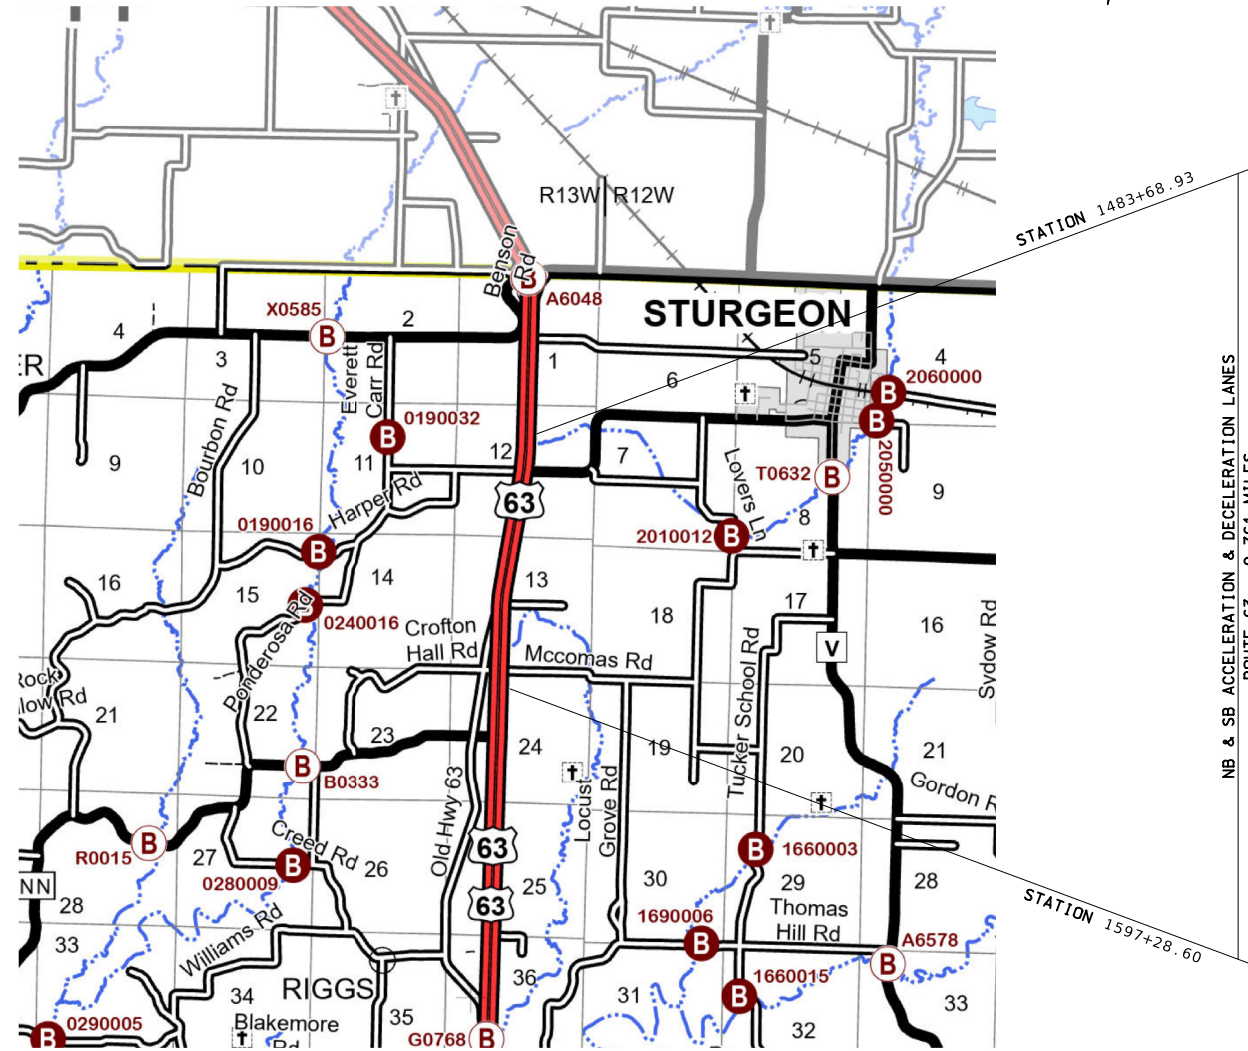 R13W R12W
STATION 1483+68.93
Benson
Rd
B
A6048
STURGEON
X0585
B
2
4
3
1
5
4
6
ER
Everett
Carr Rd
B
2060000
B
2050000
0190032
B
Bourbon Rd
9
10
11
12
7
Lovers Ln
T0632
B
9
Harper Rd
63
8
0190016
B
2010012
B
16
15
14
13
18
17
16
0240016
B
Ponderosa Rd
Crofton
Hall Rd
Mccomas Rd
V
Sydow Rd
Rock
low Rd
21
22
23
24
19
Tucker School Rd
20
21
B
B0333
Old Hwy 63
Locust
Grove Rd
Gordon R
NB & SB ACCELERATION & DECELERATION LANES
R0015
B
27
Creed Rd
0280009
B
26
63
63
25
B
1660003
30
29
28
NN
28
33
Williams Rd
1690006
B
Thomas
Hill Rd
A6578
B
STATION 1597+28.60
RIGGS
34
35
36
31
1660015
B
32
33
0290005
B
Blakemore
Rd
G0768
B